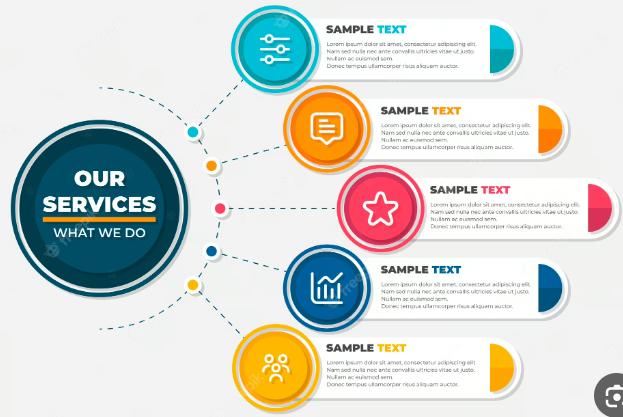 OUR
SERVICES
WHAT WE DO
SAMPLE TEXT
Lorem ipsum dolor sit amet, consectetur adipiscing elit.
Nam sed nulla nec ante convallis ultricies vitae ut justo.
Nullam ac euismod sem.
Donec tempus ullamcorper risus aliquam auctor.
SAMPLE TEXT
Lorem ipsum dolor sit amet, consectetur adipiscing elit.
Nam sed nulla nec ante convallis ultricies vitae ut justo.
Nullam ac euismod sem.
Donec tempus ullamcorper risus aliquam auctor.
SAMPLE TEXT
Lorem ipsum dolor sit amet, consectetur adipiscing elit.
Nam sed nulla nec ante convallis ultricies vitae ut justo.
Nullam ac euismod sem.
Donec tempus ullamcorper risus aliquam auctor.
SAMPLE TEXT
Lorem ipsum dolor sit amet, consectetur adipiscing elit.
Nam sed nulla nec ante convallis ultricies vitae ut justo.
Nullam ac euismod sem.
Donec tempus ullamcorper risus aliquam auctor.
SAMPLE TEXT
Lorem ipsum dolor sit amet, consectetur adipiscing elit.
Nam sed nulla nec ante convallis ultricies vitae ut justo.
Nullam ac euismod sem.
Donec tempus ullamcorper risus aliquam auctor.